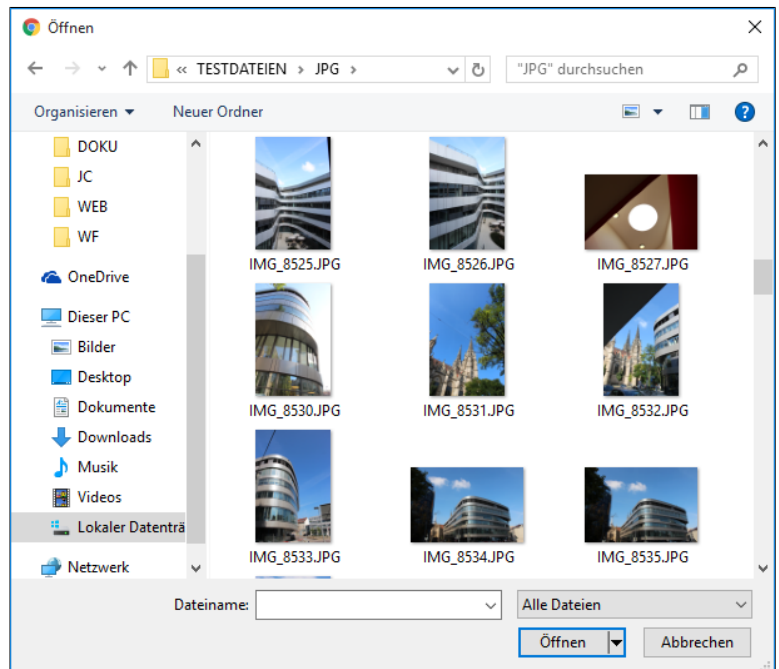 Öffnen
« TESTDATEIEN > JPG >
"JPG" durchsuchen
Organisieren
Neuer Ordner
DOKU
JC
WEB
WF
OneDrive
Dieser PC
Bilder
Desktop
Dokumente
Downloads
Musik
Videos
Lokaler Datenträ
Netzwerk
IMG_8525.JPG
IMG_8526.JPG
IMG_8527.JPG
IMG_8530.JPG
IMG_8531.JPG
IMG_8532.JPG
IMG_8533.JPG
IMG_8534.JPG
IMG_8535.JPG
Dateiname:
Alle Dateien
Öffnen
Abbrechen